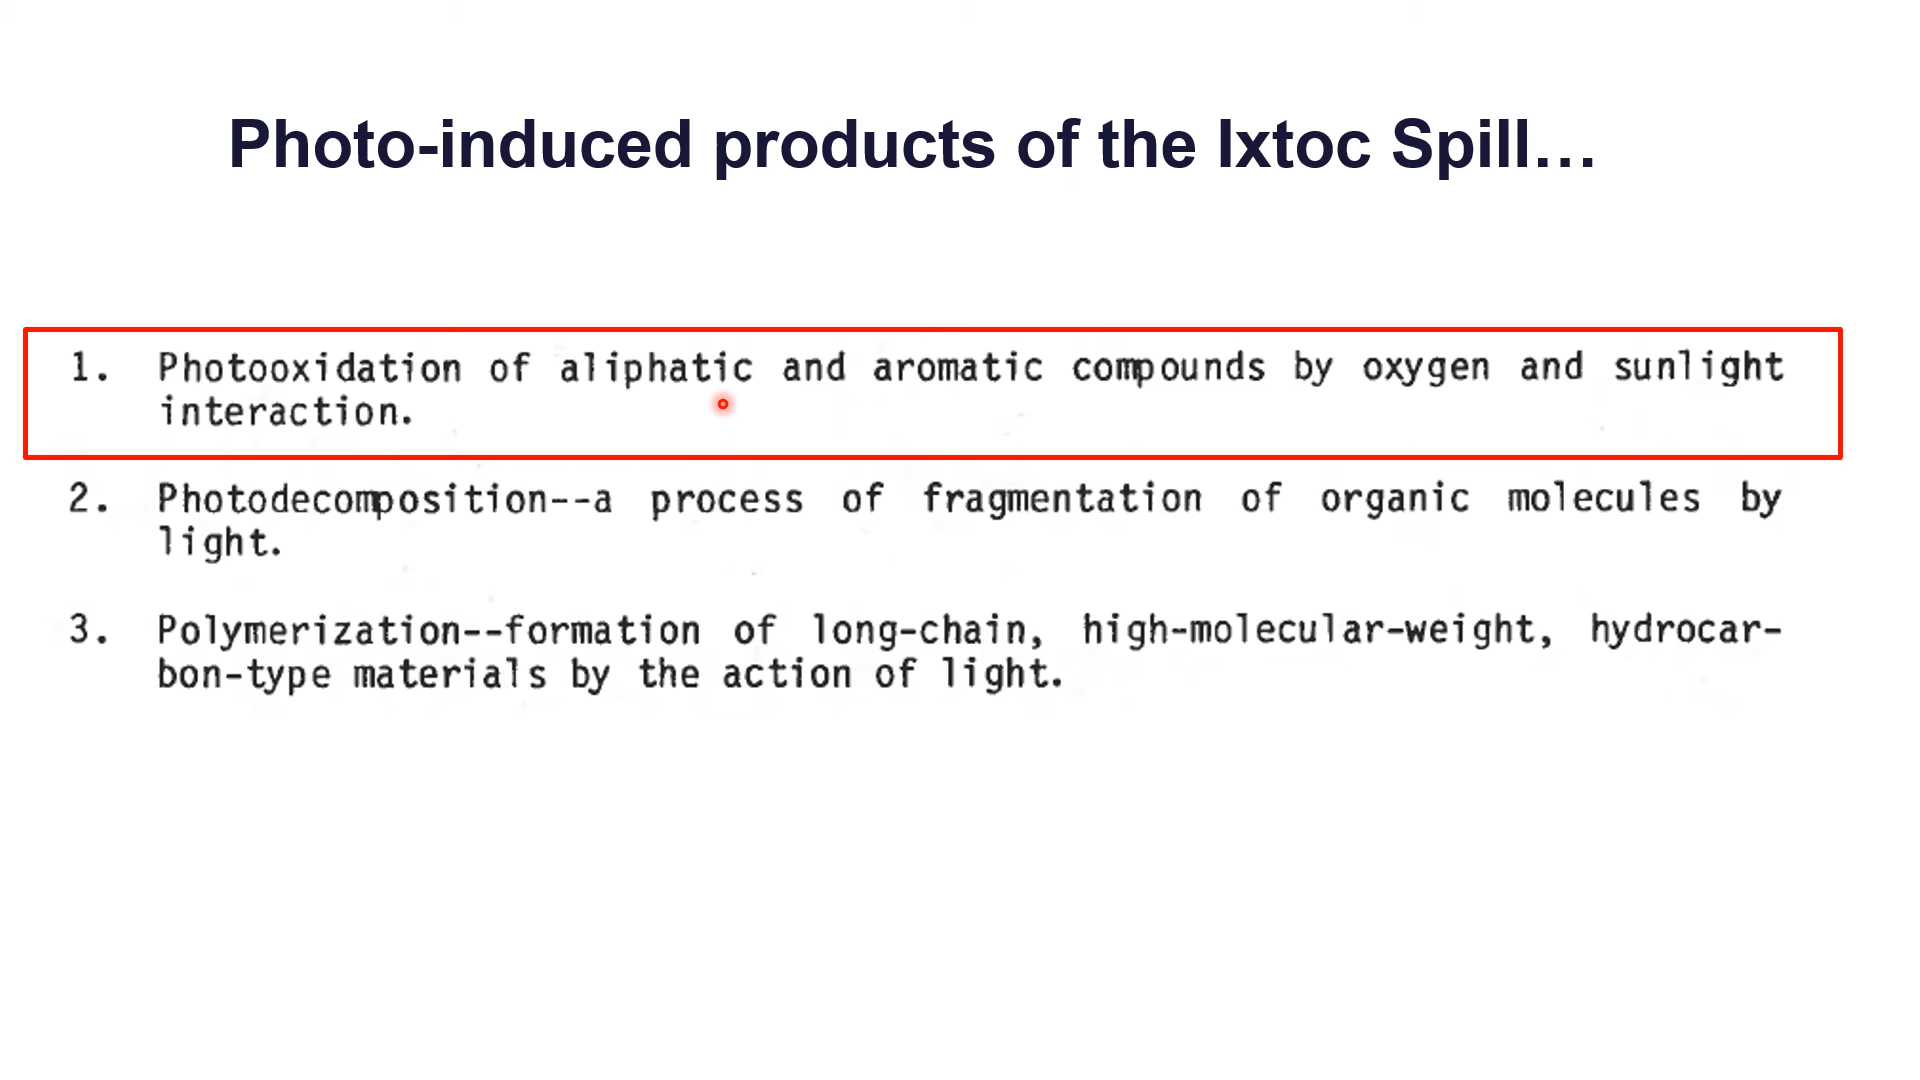 Photo-induced products of the Ixtoc Spill…
1. Photooxidation of aliphatic and aromatic compounds by oxygen and sunlight
interaction.
2. Photodecomposition--a process of fragmentation of organic molecules by
light.
3. Polymerization--formation of long-chain, high-molecular-weight, hydrocar-
bon-type materials by the action of light.